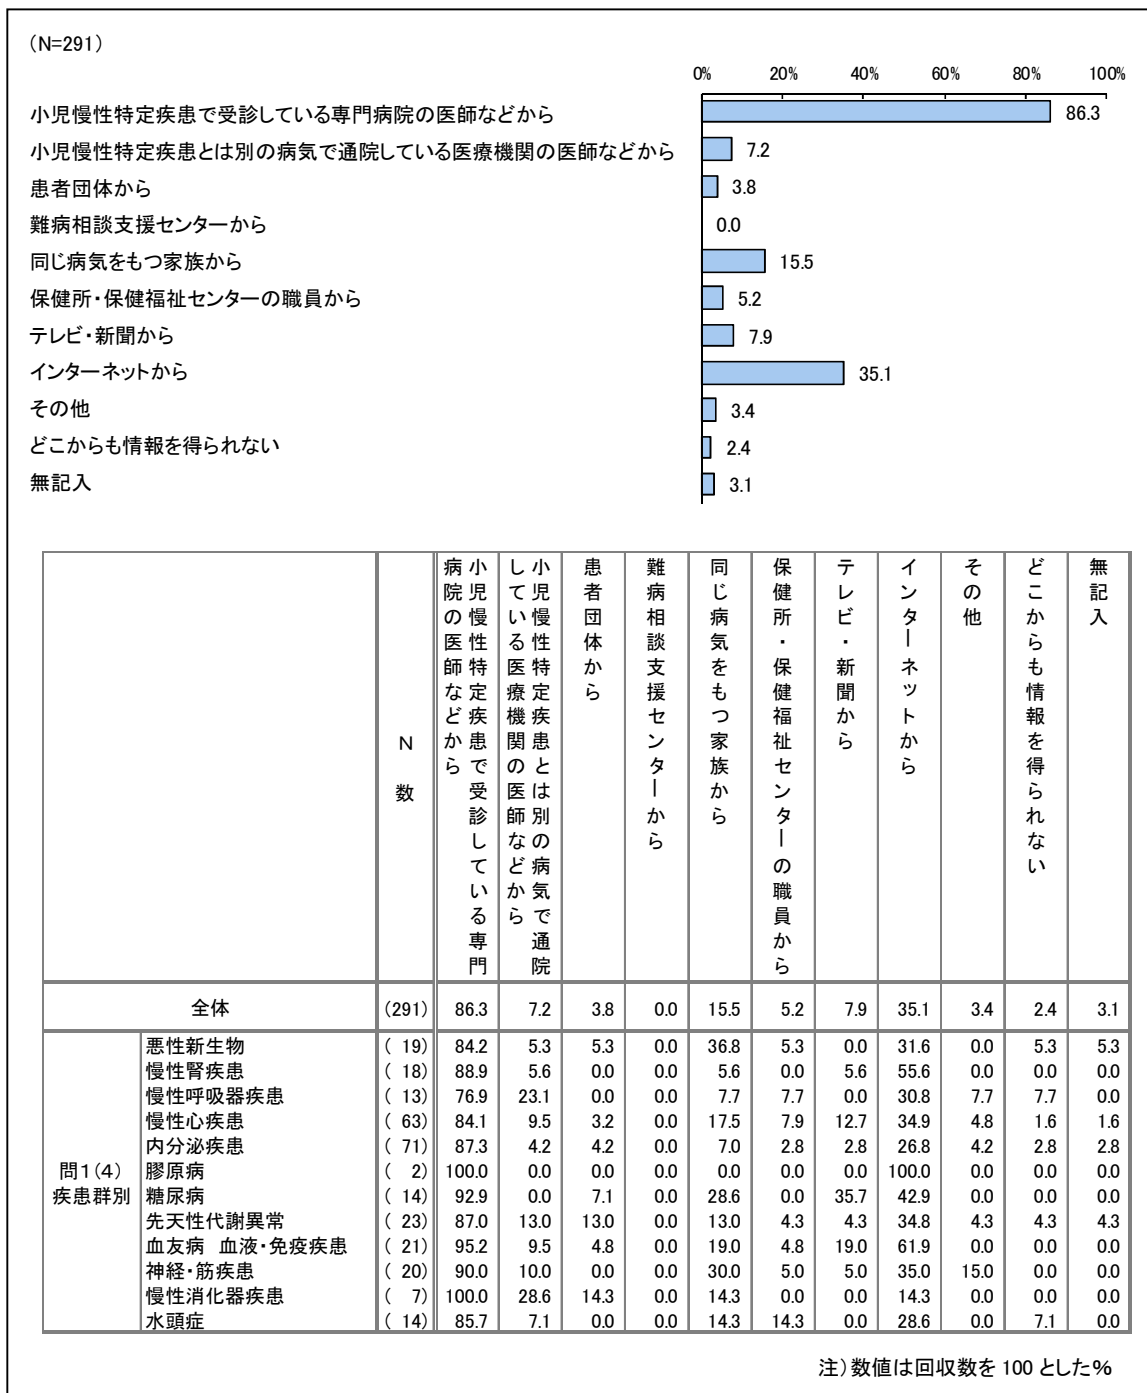 (N=291)
0% 20% 40% 60% 80% 100%
小児慢性特定疾患で受診している専門病院の医師などから 86.3
小児慢性特定疾患とは別の病気で通院している医療機関の医師などから 7.2
患者団体から 3.8
難病相談支援センターから 0.0
同じ病気をもつ家族から 15.5
保健所・保健福祉センターの職員から 5.2
テレビ・新聞から 7.9
インターネットから 35.1
その他 3.4
どこからも情報を得られない 2.4
無記入 3.1
N数
小児慢性特定疾患で受診している専門
病院の医師などから
小児慢性特定疾患とは別の病気で通院
している医療機関の医師などから
患者団体から
難病相談支援センターから
同じ病気をもつ家族から
保健所・保健福祉センターの職員から
テレビ・新聞から
インターネットから
その他
どこからも情報を得られない
無記入
全体 (291) 86.3 7.2 3.8 0.0 15.5 5.2 7.9 35.1 3.4 2.4 3.1
問1(4)
疾患群別
悪性新生物 ( 19) 84.2 5.3 5.3 0.0 36.8 5.3 0.0 31.6 0.0 5.3 5.3
慢性腎疾患 ( 18) 88.9 5.6 0.0 0.0 5.6 0.0 5.6 55.6 0.0 0.0 0.0
慢性呼吸器疾患 ( 13) 76.9 23.1 0.0 0.0 7.7 7.7 0.0 30.8 7.7 7.7 0.0
慢性心疾患 ( 63) 84.1 9.5 3.2 0.0 17.5 7.9 12.7 34.9 4.8 1.6 1.6
内分泌疾患 ( 71) 87.3 4.2 4.2 0.0 7.0 2.8 2.8 26.8 4.2 2.8 2.8
膠原病 ( 2) 100.0 0.0 0.0 0.0 0.0 0.0 0.0 100.0 0.0 0.0 0.0
糖尿病 ( 14) 92.9 0.0 7.1 0.0 28.6 0.0 35.7 42.9 0.0 0.0 0.0
先天性代謝異常 ( 23) 87.0 13.0 13.0 0.0 13.0 4.3 4.3 34.8 4.3 4.3 4.3
血友病 血液・免疫疾患 ( 21) 95.2 9.5 4.8 0.0 19.0 4.8 19.0 61.9 0.0 0.0 0.0
神経・筋疾患 ( 20) 90.0 10.0 0.0 0.0 30.0 5.0 5.0 35.0 15.0 0.0 0.0
慢性消化器疾患 ( 7) 100.0 28.6 14.3 0.0 14.3 0.0 0.0 14.3 0.0 0.0 0.0
水頭症 ( 14) 85.7 7.1 0.0 0.0 14.3 14.3 0.0 28.6 0.0 7.1 0.0
注)数値は回収数を 100 とした%